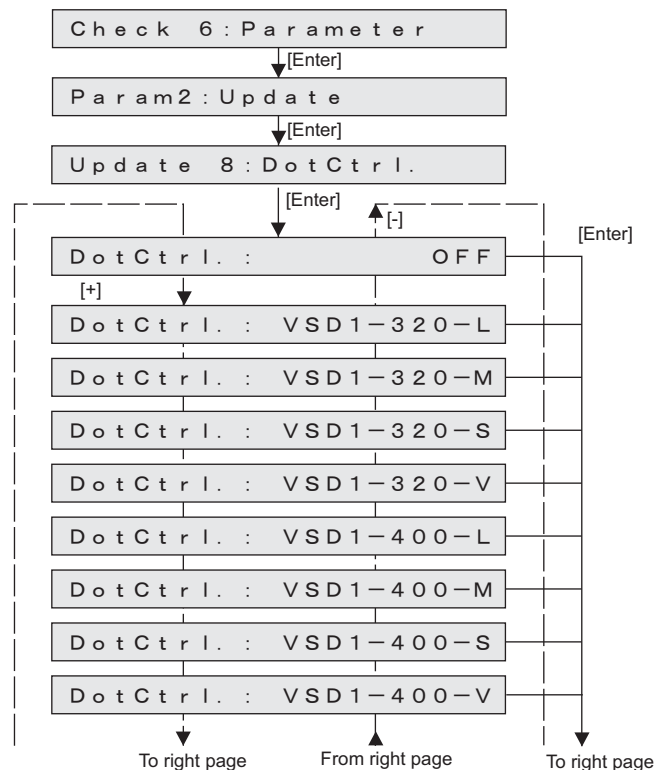 Check 6:Parameter
[Enter]
Param2:Update
[Enter]
Update 8:DotCtrl.
[Enter]
[-]
[Enter]
DotCtrl. : OFF
[+]
DotCtrl. : VSD1−320−L
DotCtrl. : VSD1−320−M
DotCtrl. : VSD1−320−S
DotCtrl. : VSD1−320−V
DotCtrl. : VSD1−400−L
DotCtrl. : VSD1−400−M
DotCtrl. : VSD1−400−S
DotCtrl. : VSD1−400−V
To right page
From right page
To right page